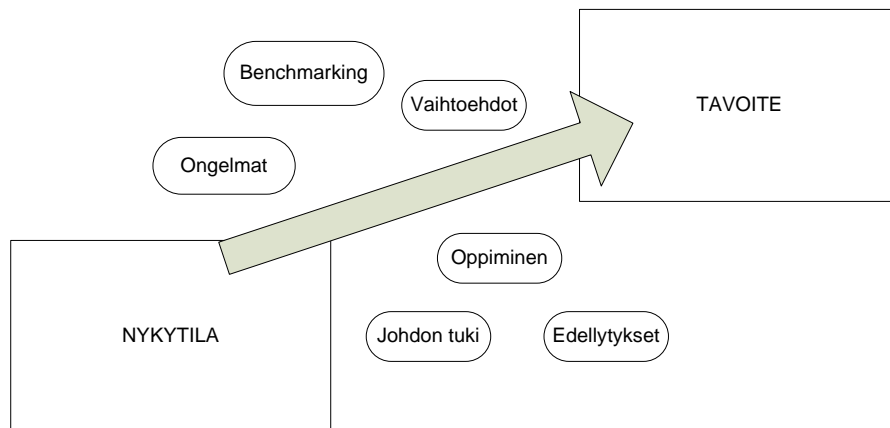 Benchmarking
Vaihtoehdot
TAVOITE
Ongelmat
Oppiminen
NYKYTILA
Johdon tuki
Edellytykset